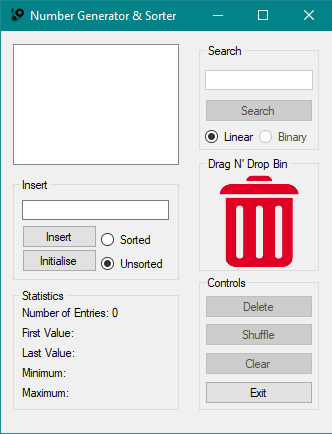 Number Generator & Sorter
Search
Search
Linear
Binary
Insert
Insert
Sorted
Initialise
Unsorted
Drag N' Drop Bin
Statistics
Number of Entries: 0
First Value:
Last Value:
Minimum:
Maximum:
Controls
Delete
Shuffle
Clear
Exit